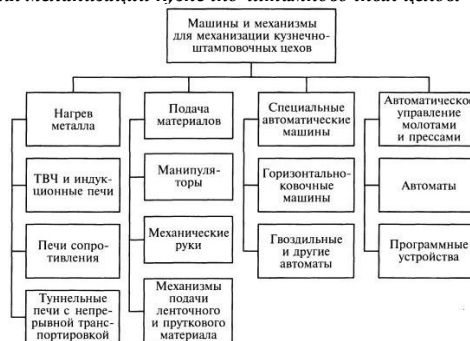 Машины и механизмы
для механизации кузнечно-
штамповочных цехов
Нагрев
металла
Подача
материалов
Специальные
автоматические
машины
Автоматическое
управление
молотами
и прессами
ТВЧ и индук-
ционные печи
Манипуля-
торы
Горизонтально-
ковочные
машины
Автоматы
Печи сопро-
тивления
Механические
руки
Гвоздильные
и другие
автоматы
Программные
устройства
Туннельные
печи с непре-
рывной транс-
портировкой
Механизмы
подачи
ленточного
и пруткового
материала